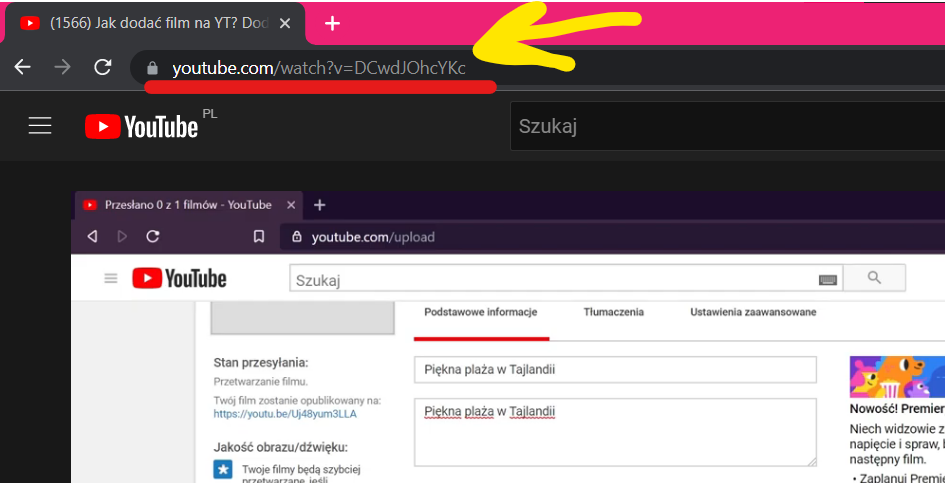 (1566) Jak dodać film na YT? Dod
youtube.com/watch?v=DCwdJOhcYKc
YouTube PL
Szukaj
Przesłano 0 z 1 filmów - YouTube
youtube.com/upload
YouTube
Szukaj
Podstawowe informacje Tłumaczenia Ustawienia zaawansowane
Stan przesyłania:
Przetwarzanie filmu.
Twój film zostanie opublikowany na:
https://youtu.be/Uj48yum3LLA
Jakość obrazu/dźwięku:
Twoje filmy będą szybciej
przetwarzane, jeśli
Piękna plaża w Tajlandii
Piękna plaża w Tajlandii
Nowość! Premier
Niech widzowie z
napięcie i spraw, b
następny film.
• Zaplanuj Premie